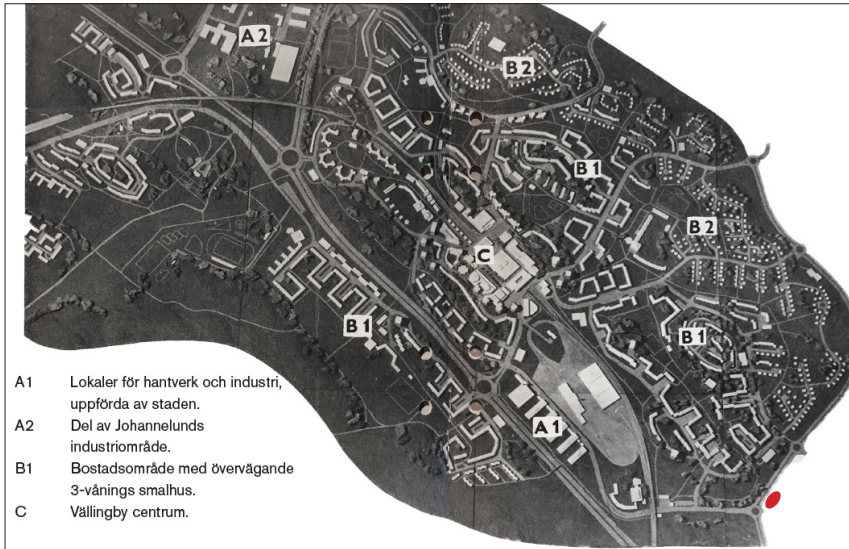 A 2
B 2
B 1
B 2
C
B 1
B 1
A 1
A1 Lokaler för hantverk och industri,
uppförda av staden.
A2 Del av Johannelunds
industriområde.
B1 Bostadsområde med övervägande
3-vånings smalhus.
C Vällingby centrum.